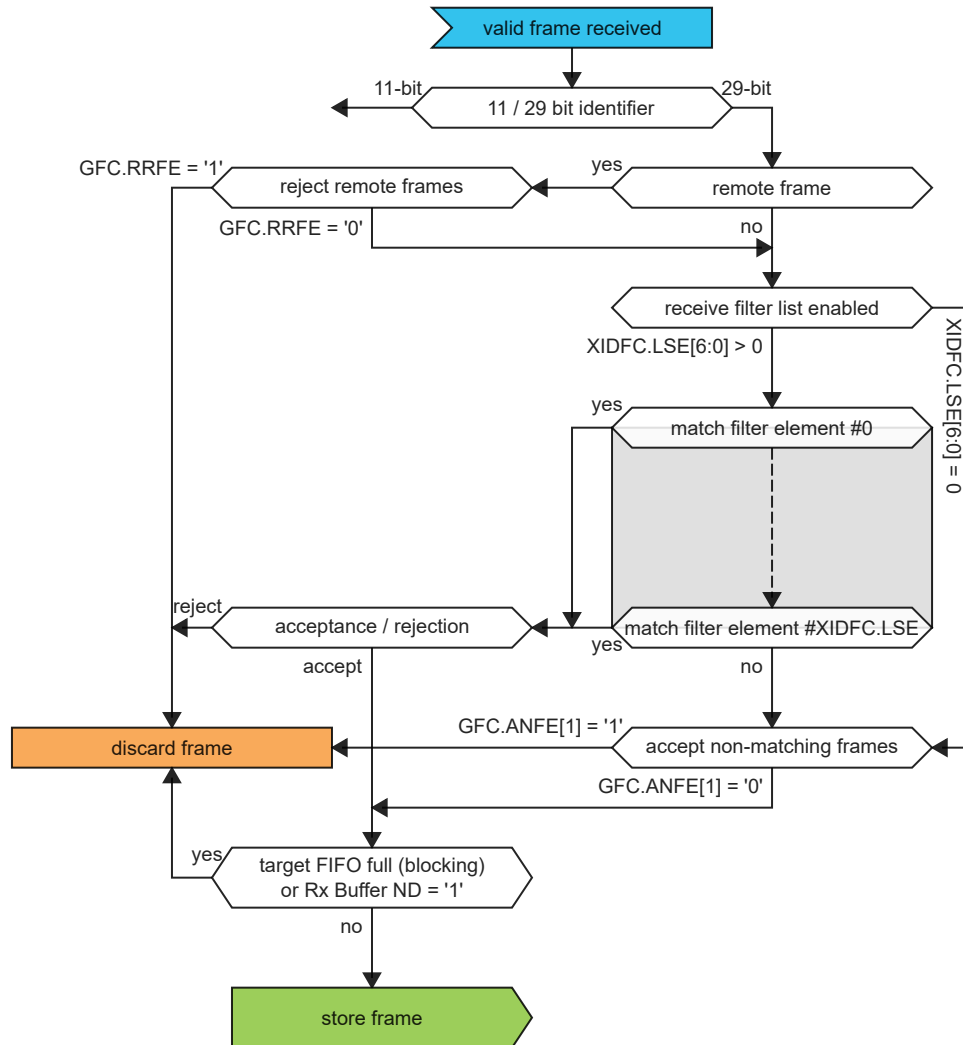 valid frame received
11-bit
29-bit
11 / 29 bit identifier
GFC.RRFE = '1'
yes
reject remote frames
remote frame
GFC.RRFE = '0'
no
receive filter list enabled
XIDFC.LSE[6:0] > 0
XIDFC.LSE[6:0] = 0
yes
match filter element #0
reject
acceptance / rejection
match filter element #XIDFC.LSE
yes
accept
no
GFC.ANFE[1] = '1'
discard frame
accept non-matching frames
GFC.ANFE[1] = '0'
yes
target FIFO full (blocking)
or Rx Buffer ND = '1'
no
store frame